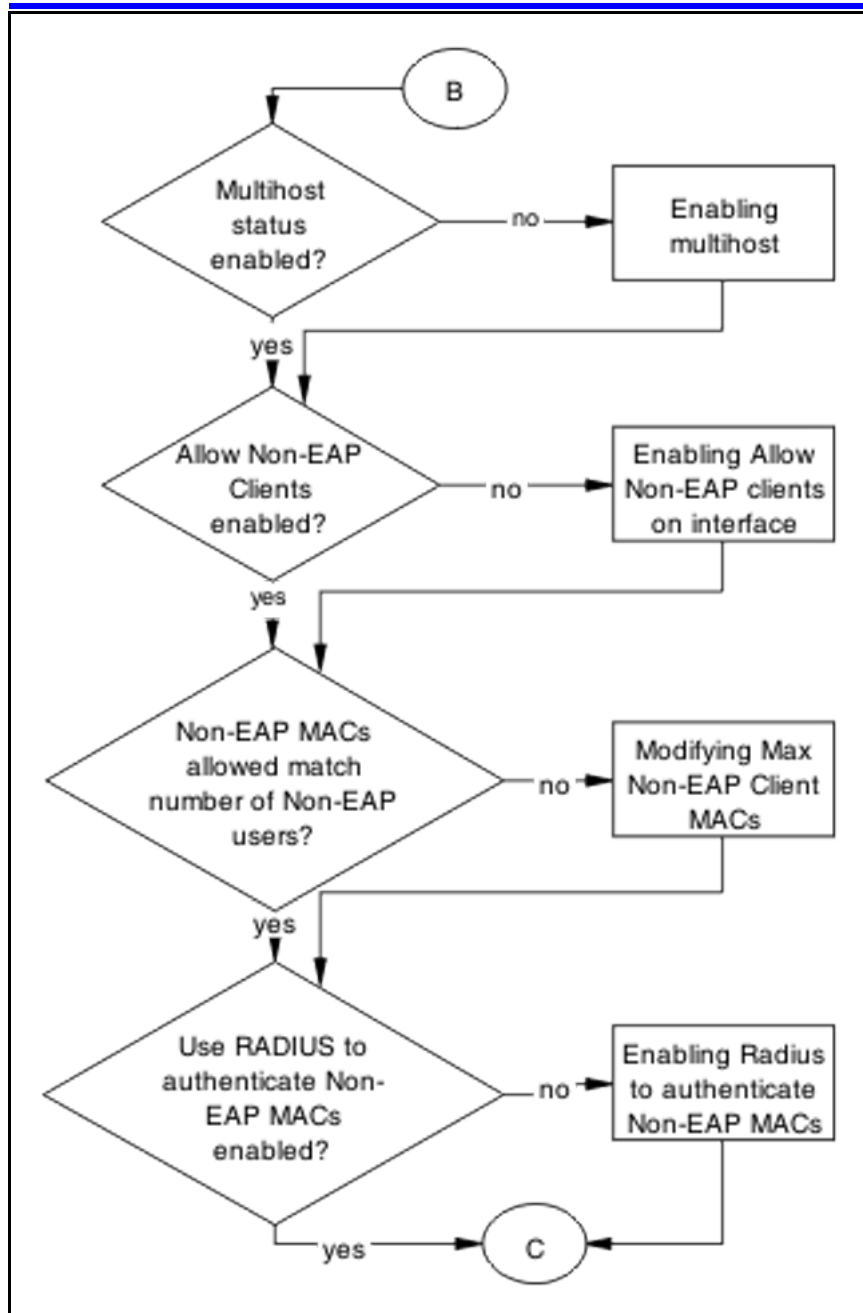 B
Multihost
status
enabled?
no
Enabling
multihost
yes
Allow Non-EAP
Clients
enabled?
no
Enabling Allow
Non-EAP clients
on interface
yes
Non-EAP MACs
allowed match
number of Non-EAP
users?
no
Modifying Max
Non-EAP Client
MACs
yes
Use RADIUS to
authenticate Non-
EAP MACs
enabled?
no
Enabling Radius
to authenticate
Non-EAP MACs
yes
C